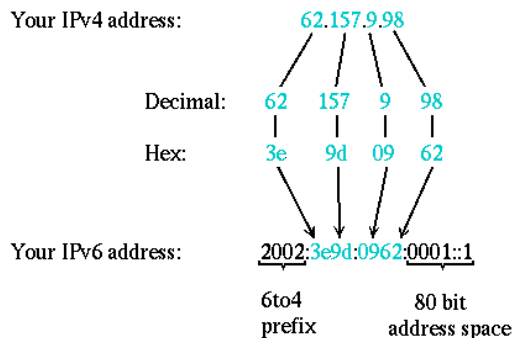 Your IPv4 address: 62.157.9.98
Decimal: 62 157 9 98
Hex: 3e 9d 09 62
Your IPv6 address: 2002:3e9d:0962:0001::1
6to4 80 bit
prefix address space